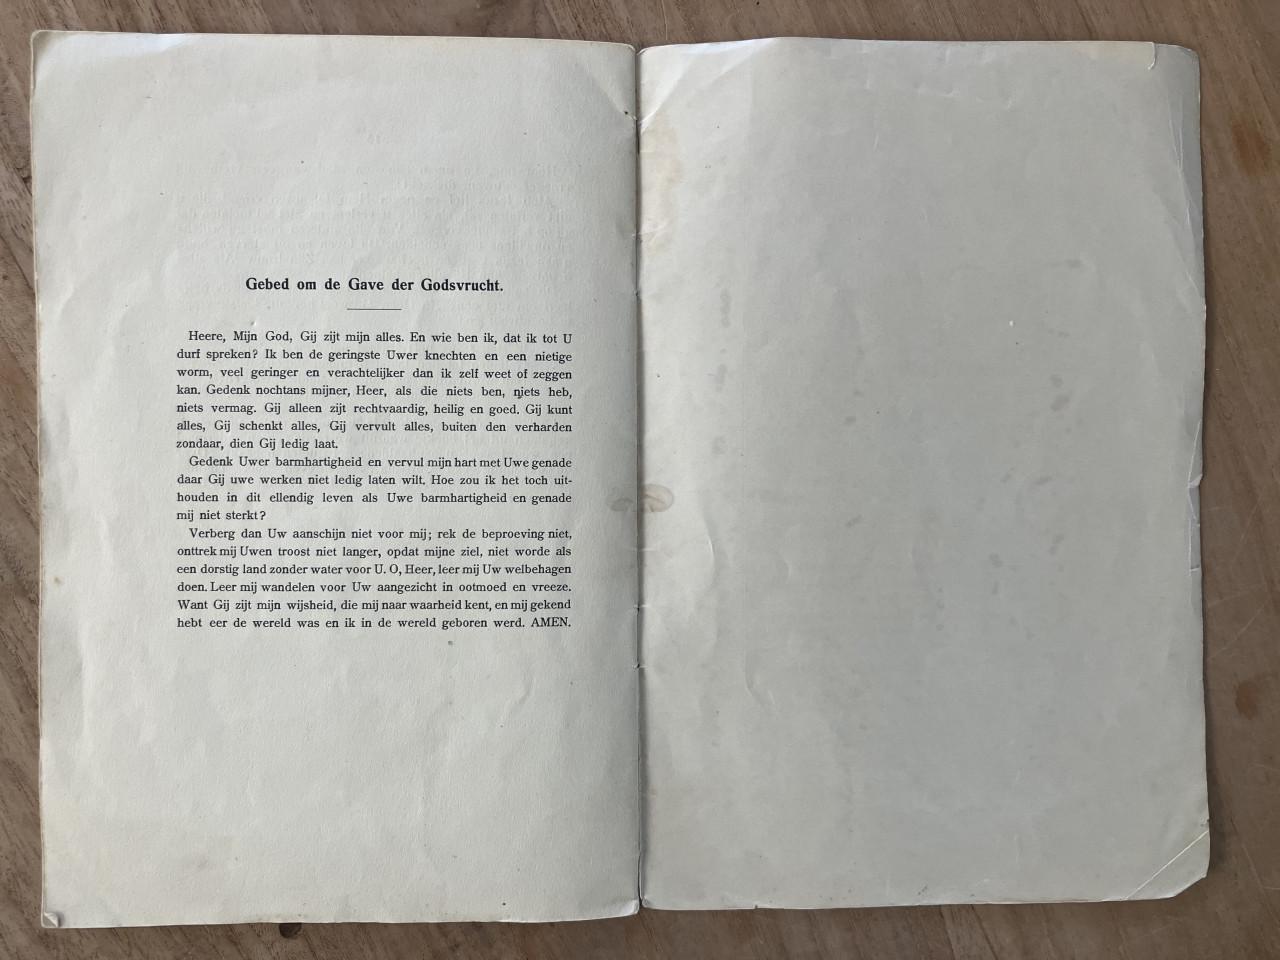 Gebed om de Gave der Godsvrucht.
Heere, Mijn God, Gij zijt mijn alles. En wie ben ik, dat ik tot U
durf spreken? Ik ben de geringste Uwer knechten en een nietige
worm, veel geringer en verachtelijker dan ik zelf weet of zeggen
kan. Gedenk nochtans mijner, Heer, als die niets ben, niets heb,
niets vermag. Gij alleen zijt rechtvaardig, heilig en goed. Gij kunt
alles, Gij schenkt alles, Gij vervult alles, buiten den verharden
zondaar, dien Gij ledig laat.
Gedenk Uwer barmhartigheid en vervul mijn hart met Uwe genade
daar Gij uwe werken niet ledig laten wilt. Hoe zou ik het toch uit-
houden in dit ellendig leven als Uwe barmhartigheid en genade
mij niet sterkt?
Verberg dan Uw aanschijn niet voor mij; rek de beproeving niet,
onttrek mij Uwen troost niet langer, opdat mijne ziel, niet worde als
een dorstig land zonder water voor U. O, Heer, leer mij Uw welbehagen
doen. Leer mij wandelen voor Uw aangezicht in ootmoed en vreeze.
Want Gij zijt mijn wijsheid, die mij naar waarheid kent, en mij gekend
hebt eer de wereld was en ik in de wereld geboren werd. AMEN.